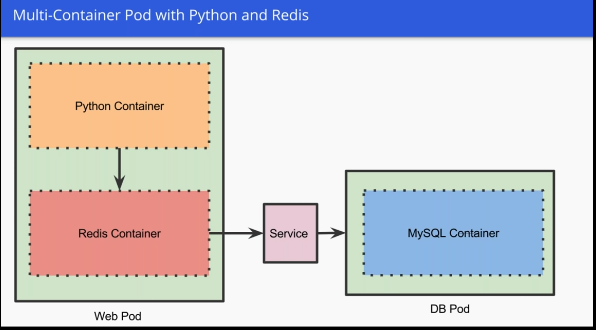 Multi-Container Pod with Python and Redis
Python Container
Redis Container
Service
MySQL Container
Web Pod
DB Pod